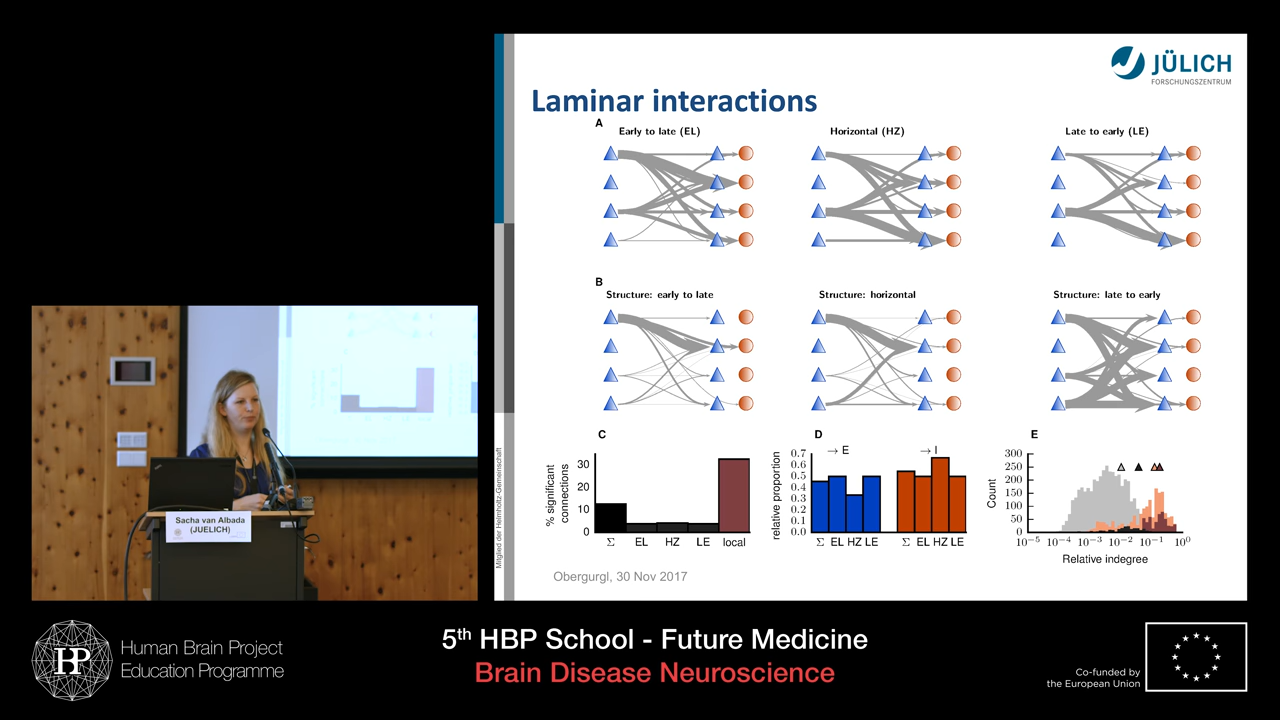 JÜLICH
FORSCHUNGSZENTRUM
Laminar interactions
A
Early to late (EL)
Horizontal (HZ)
Late to early (LE)
B
Structure: early to late
Structure: horizontal
Structure: late to early
C
% significant
connections
30
20
10
0
Σ EL HZ LE local
D
relative proportion
0.7
0.6
0.5
0.4
0.3
0.2
0.1
0.0
→ E
→ I
Σ EL HZ LE
Σ EL HZ LE
E
Count
300
250
200
150
100
50
0
10⁻⁵ 10⁻⁴ 10⁻³ 10⁻² 10⁻¹ 10⁰
Relative indegree
Mitglied der Helmholtz-Gemeinschaft
Obergurgl, 30 Nov 2017
Sacha van Albada
(JUELICH)
HBP
Human Brain Project
Education Programme
5th HBP School - Future Medicine
Brain Disease Neuroscience
Co-funded by
the European Union